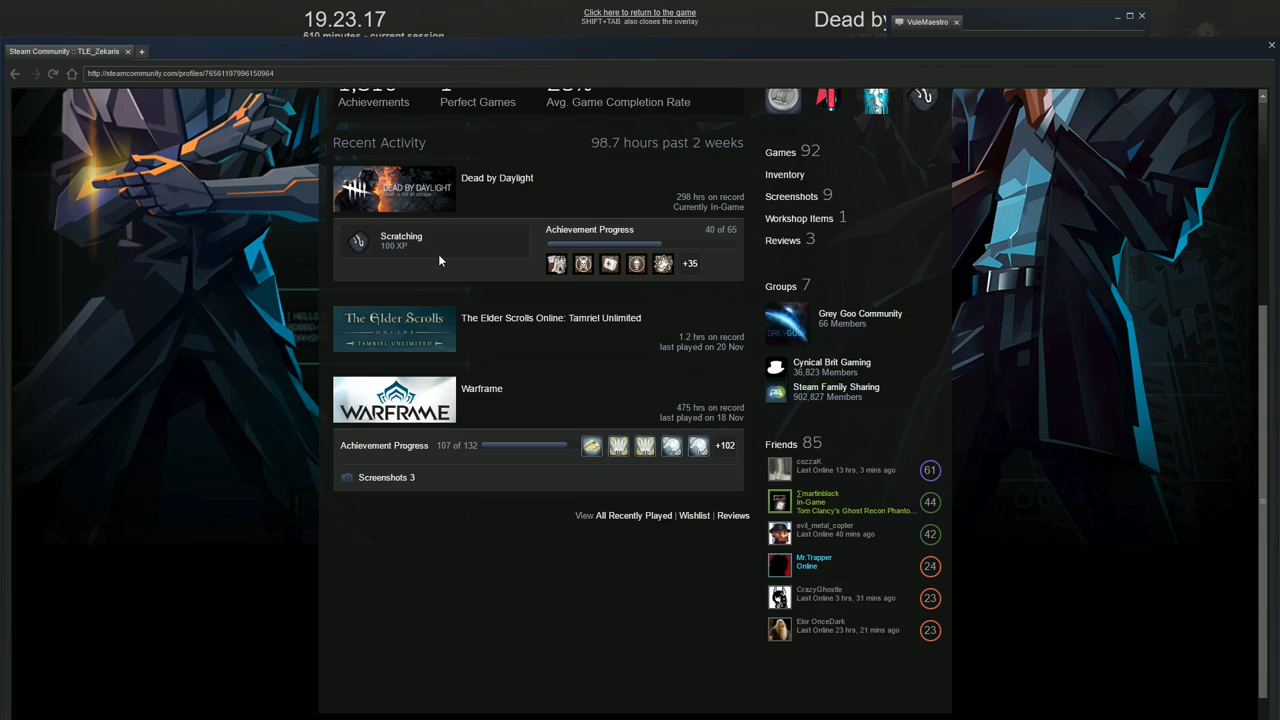 19.23.17
Click here to return to the game
SHIFT+TAB also closes the overlay
610 minutes - current session
VuleMaestro
Steam Community :: TLE_Zekaris
http://steamcommunity.com/profiles/76561197996150964
Achievements
Perfect Games
Avg. Game Completion Rate
Recent Activity
98.7 hours past 2 weeks
DEAD BY DAYLIGHT
Dead by Daylight
298 hrs on record
Currently In-Game
Scratching
100 XP
Achievement Progress
40 of 65
+35
The Elder Scrolls
ONLINE
TAMRIEL UNLIMITED
The Elder Scrolls Online: Tamriel Unlimited
1.2 hrs on record
last played on 20 Nov
WARFRAME
Warframe
475 hrs on record
last played on 18 Nov
Achievement Progress 107 of 132
+102
Screenshots 3
View All Recently Played | Wishlist | Reviews
Games 92
Inventory
Screenshots 9
Workshop Items 1
Reviews 3
Groups 7
GREYGOO
Grey Goo Community
66 Members
Cynical Brit Gaming
36,823 Members
Steam Family Sharing
902,827 Members
Friends 85
cozzaK
Last Online 13 hrs, 3 mins ago
61
∑martinblack
In-Game
Tom Clancy's Ghost Recon Phanto...
44
evil_metal_copter
Last Online 40 mins ago
42
Mr.Trapper
Online
24
CrazyGhostie
Last Online 3 hrs, 31 mins ago
23
Elor OnceDark
Last Online 23 hrs, 21 mins ago
23